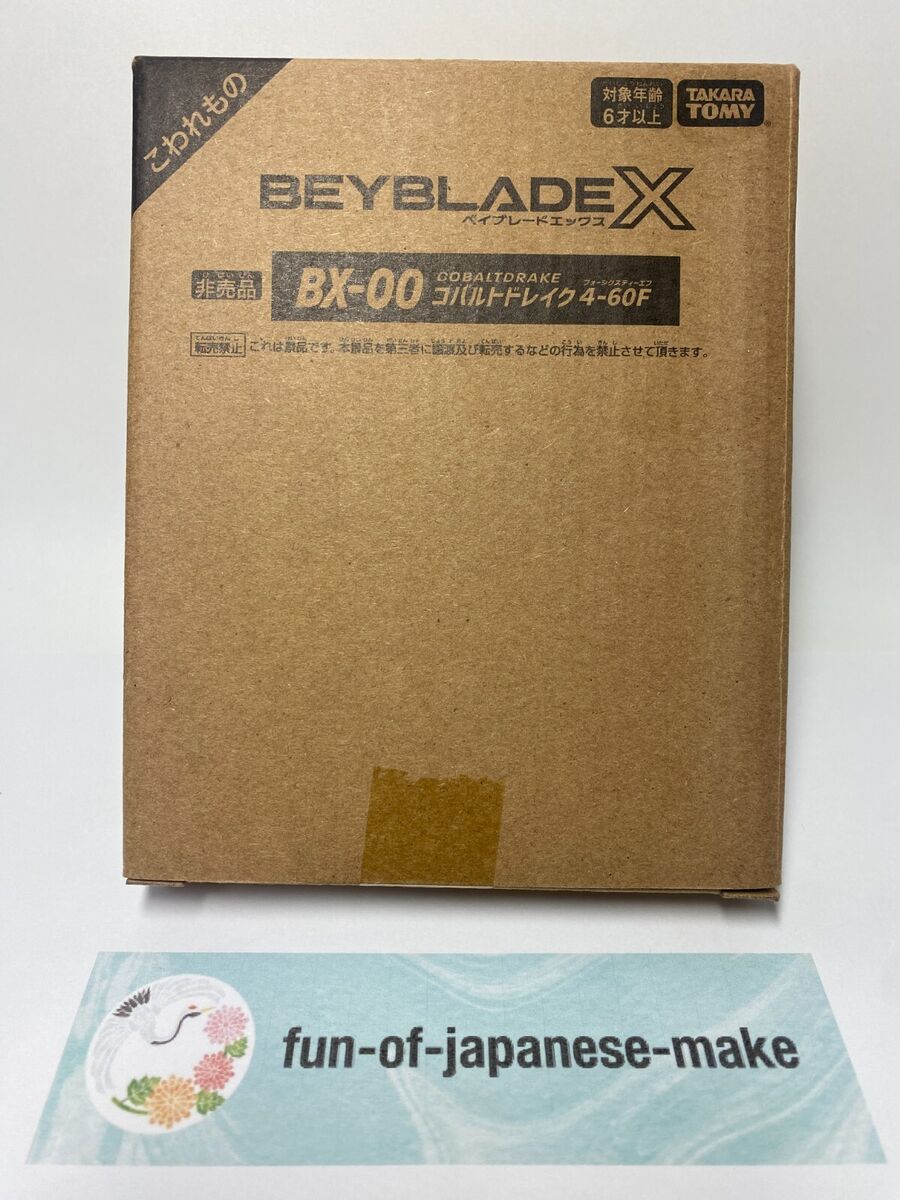 こわれもの
対象年齢
6才以上
TAKARA
TOMY
BEYBLADE X
ベイブレードエックス
非売品
BX-00
COBALTDRAKE
フォーシックスティーエフ
コバルトドレイク 4-60F
転売禁止 これは景品です。本景品を第三者に譲渡及び転売するなどの行為を禁止させて頂きます。
fun-of-japanese-make